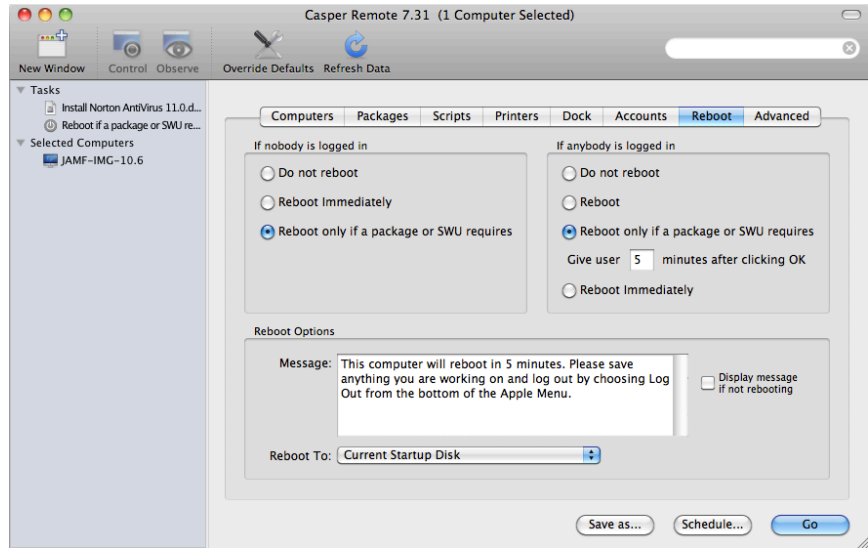 Casper Remote 7.31 (1 Computer Selected)
New Window Control Observe Override Defaults Refresh Data
Tasks
Install Norton AntiVirus 11.0.d...
Reboot if a package or SWU re...
Selected Computers
JAMF-IMG-10.6
Computers Packages Scripts Printers Dock Accounts Reboot Advanced
If nobody is logged in
Do not reboot
Reboot Immediately
Reboot only if a package or SWU requires
If anybody is logged in
Do not reboot
Reboot
Reboot only if a package or SWU requires
Give user 5 minutes after clicking OK
Reboot Immediately
Reboot Options
Message: This computer will reboot in 5 minutes. Please save
anything you are working on and log out by choosing Log
Out from the bottom of the Apple Menu.
Display message
if not rebooting
Reboot To: Current Startup Disk
Save as... Schedule... Go